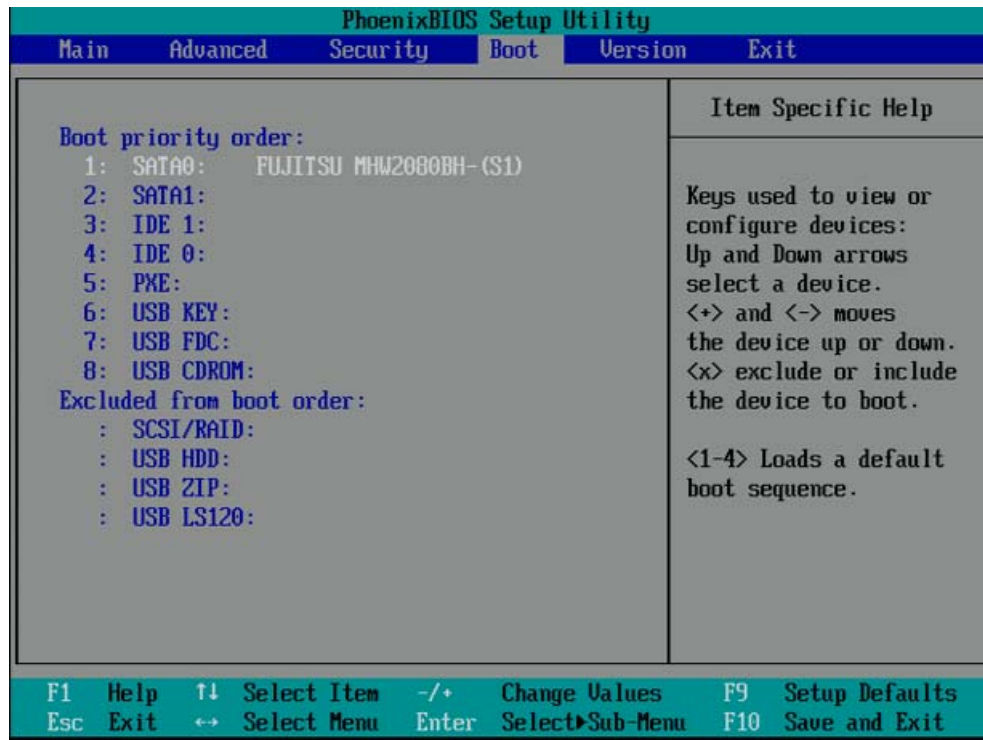 PhoenixBIOS Setup Utility
Main Advanced Security Boot Version Exit
Boot priority order:
1: SATA0: FUJITSU MHW2080BH-(S1)
2: SATA1:
3: IDE 1:
4: IDE 0:
5: PXE:
6: USB KEY:
7: USB FDC:
8: USB CDROM:
Excluded from boot order:
: SCSI/RAID:
: USB HDD:
: USB ZIP:
: USB LS120:
Item Specific Help
Keys used to view or
configure devices:
Up and Down arrows
select a device.
<+> and <-> moves
the device up or down.
<x> exclude or include
the device to boot.
<1-4> Loads a default
boot sequence.
F1 Help ↑↓ Select Item -/+ Change Values F9 Setup Defaults
Esc Exit ↔ Select Menu Enter Select▶Sub-Menu F10 Save and Exit